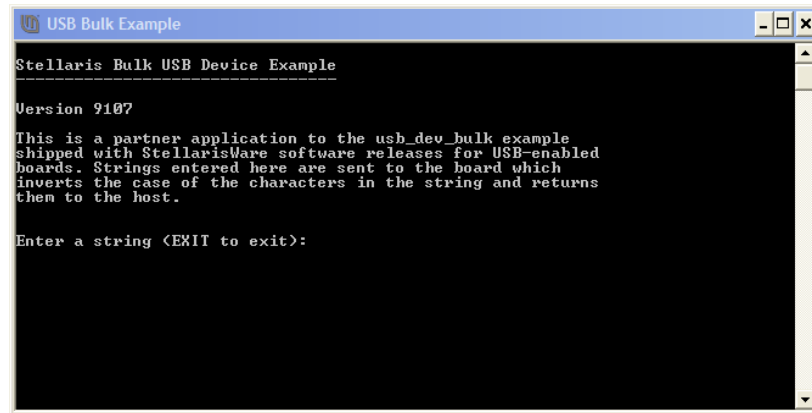 USB Bulk Example
Stellaris Bulk USB Device Example
---------------------------------
Version 9107
This is a partner application to the usb_dev_bulk example
shipped with StellarisWare software releases for USB-enabled
boards. Strings entered here are sent to the board which
inverts the case of the characters in the string and returns
them to the host.
Enter a string (EXIT to exit):